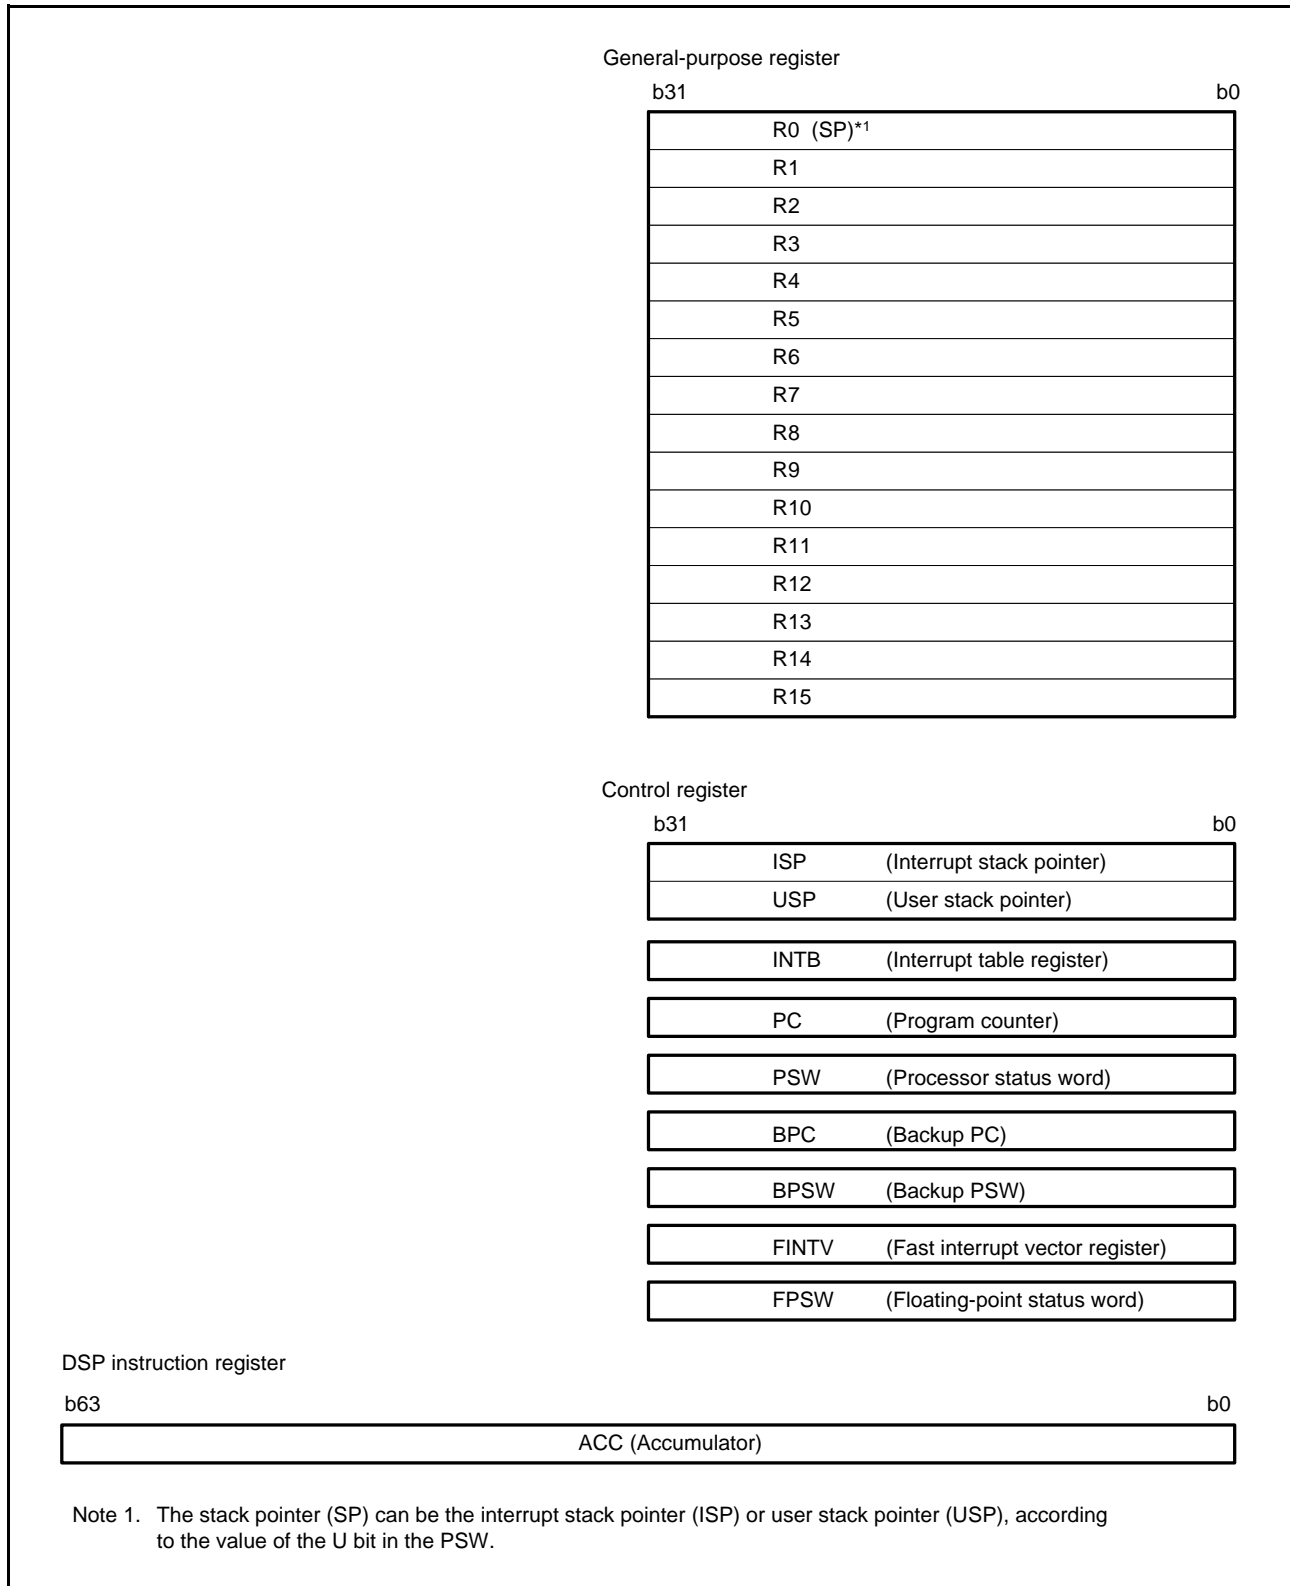 General-purpose register
b31 b0
R0 (SP)*1
R1
R2
R3
R4
R5
R6
R7
R8
R9
R10
R11
R12
R13
R14
R15
Control register
b31 b0
ISP (Interrupt stack pointer)
USP (User stack pointer)
INTB (Interrupt table register)
PC (Program counter)
PSW (Processor status word)
BPC (Backup PC)
BPSW (Backup PSW)
FINTV (Fast interrupt vector register)
FPSW (Floating-point status word)
DSP instruction register
b63 b0
ACC (Accumulator)
Note 1. The stack pointer (SP) can be the interrupt stack pointer (ISP) or user stack pointer (USP), according
to the value of the U bit in the PSW.